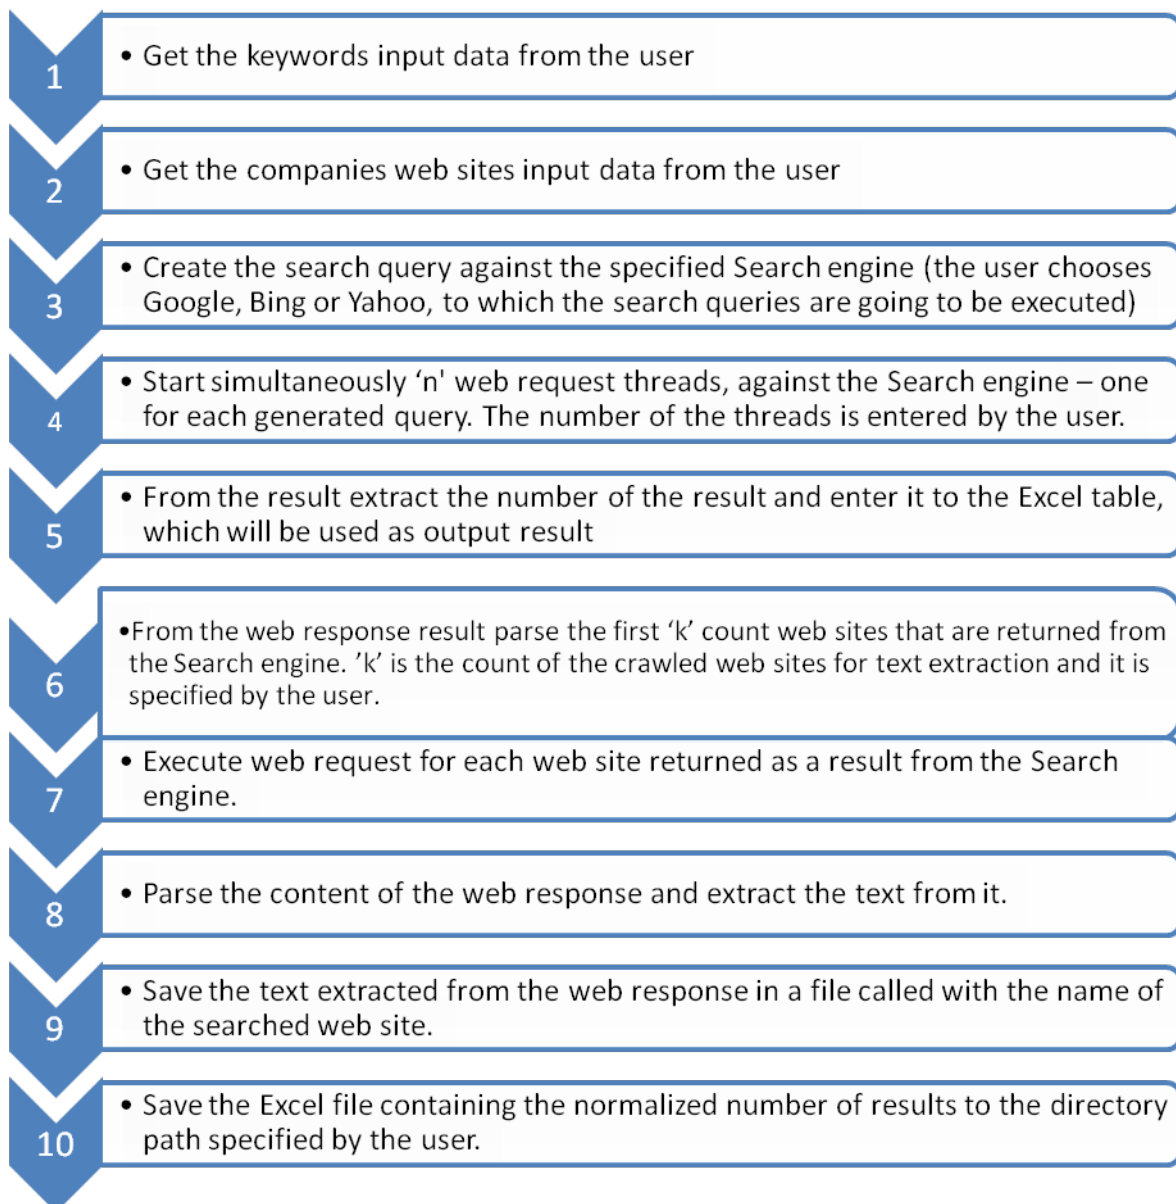 1
• Get the keywords input data from the user
2
• Get the companies web sites input data from the user
3
• Create the search query against the specified Search engine (the user chooses
Google, Bing or Yahoo, to which the search queries are going to be executed)
4
• Start simultaneously ‘n' web request threads, against the Search engine – one
for each generated query. The number of the threads is entered by the user.
5
• From the result extract the number of the result and enter it to the Excel table,
which will be used as output result
6
•From the web response result parse the first ‘k’ count web sites that are returned from
the Search engine. ’k’ is the count of the crawled web sites for text extraction and it is
specified by the user.
7
• Execute web request for each web site returned as a result from the Search
engine.
8
• Parse the content of the web response and extract the text from it.
9
• Save the text extracted from the web response in a file called with the name of
the searched web site.
10
• Save the Excel file containing the normalized number of results to the directory
path specified by the user.